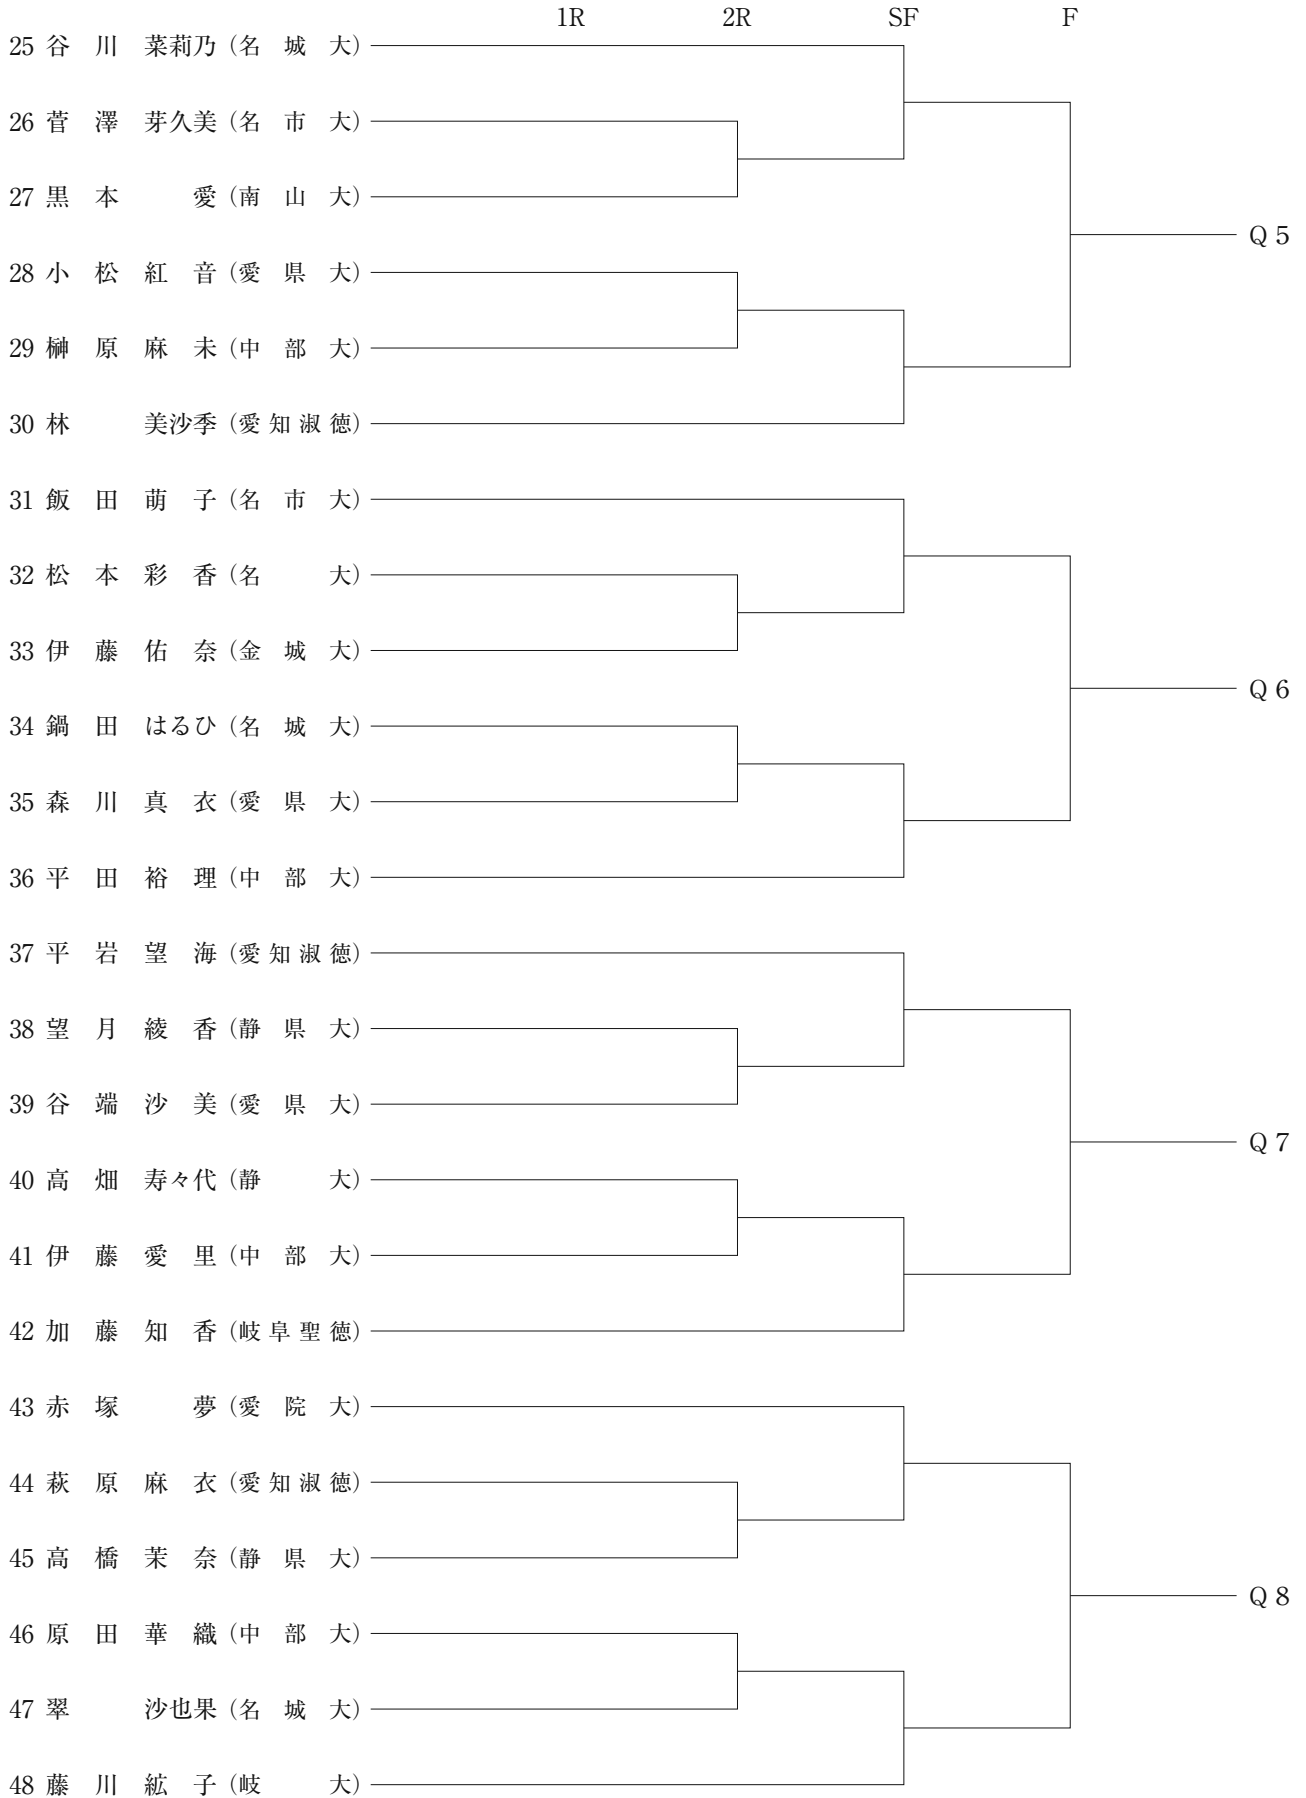 1R 2R SF F
25 谷川 菜莉乃（名城大）
26 菅澤 芽久美（名市大）
27 黒本 愛（南山大）
Q 5
28 小松 紅音（愛県大）
29 榊原 麻未（中部大）
30 林 美沙季（愛知淑徳）
31 飯田 萌子（名市大）
32 松本 彩香（名大）
33 伊藤 佑奈（金城大）
Q 6
34 鍋田 はるひ（名城大）
35 森川 真衣（愛県大）
36 平田 裕理（中部大）
37 平岩 望海（愛知淑徳）
38 望月 綾香（静県大）
39 谷端 沙美（愛県大）
Q 7
40 高畑 寿々代（静大）
41 伊藤 愛里（中部大）
42 加藤 知香（岐阜聖徳）
43 赤塚 夢（愛院大）
44 萩原 麻衣（愛知淑徳）
45 高橋 茉奈（静県大）
Q 8
46 原田 華織（中部大）
47 翠 沙也果（名城大）
48 藤川 絋子（岐大）